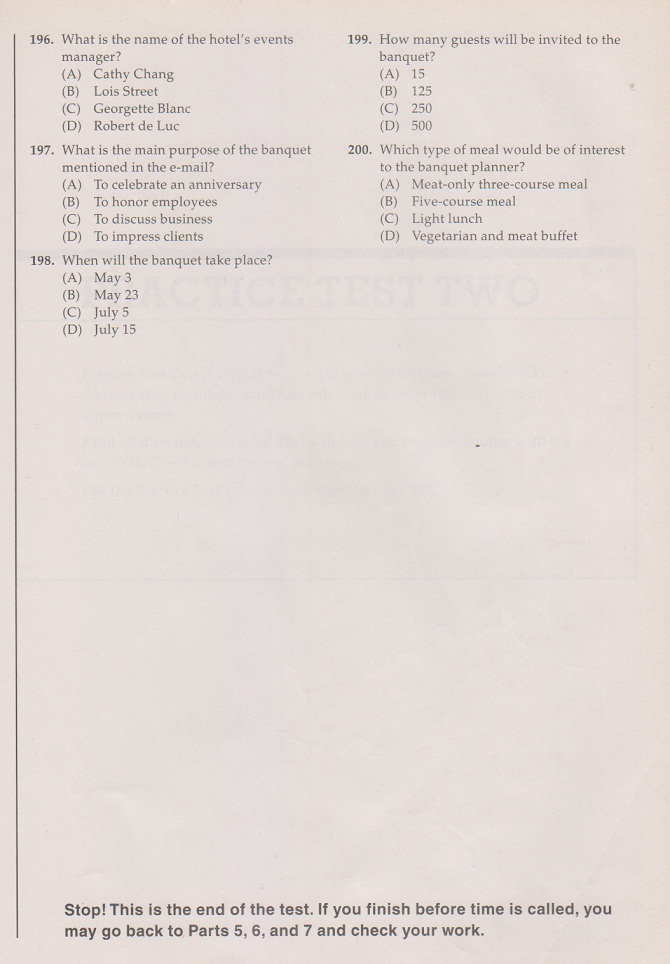 196. What is the name of the hotel's events
manager?
(A) Cathy Chang
(B) Lois Street
(C) Georgette Blanc
(D) Robert de Luc
197. What is the main purpose of the banquet
mentioned in the e-mail?
(A) To celebrate an anniversary
(B) To honor employees
(C) To discuss business
(D) To impress clients
198. When will the banquet take place?
(A) May 3
(B) May 23
(C) July 5
(D) July 15
199. How many guests will be invited to the
banquet?
(A) 15
(B) 125
(C) 250
(D) 500
200. Which type of meal would be of interest
to the banquet planner?
(A) Meat-only three-course meal
(B) Five-course meal
(C) Light lunch
(D) Vegetarian and meat buffet
PRACTICE TEST TWO
Stop! This is the end of the test. If you finish before time is called, you
may go back to Parts 5, 6, and 7 and check your work.